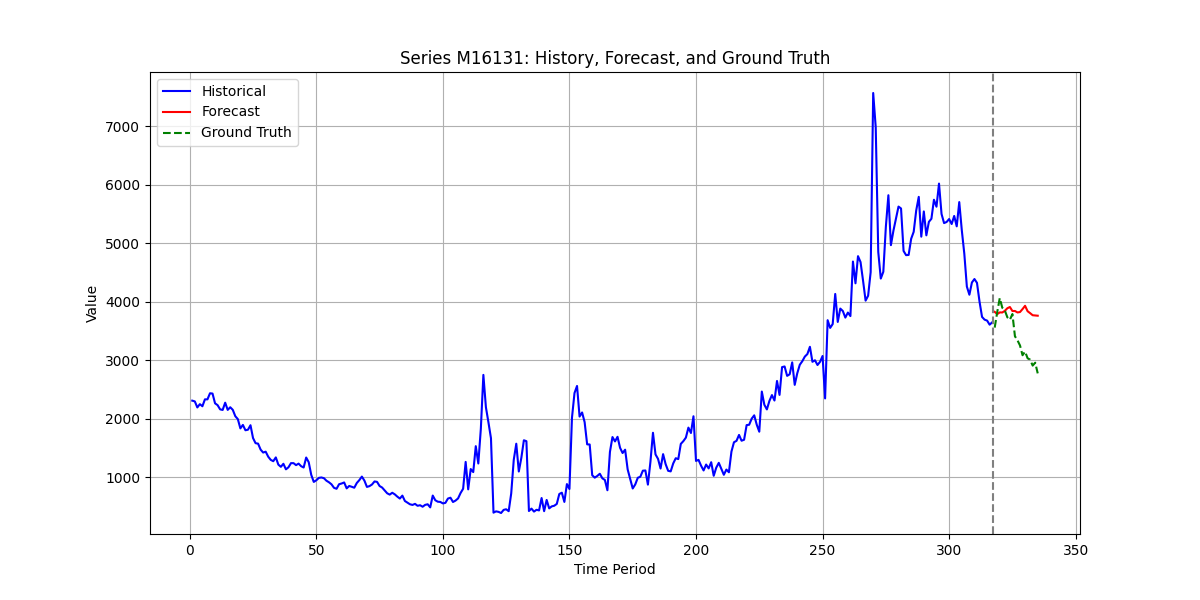 Series M16131: History, Forecast, and Ground Truth
Historical
Forecast
Ground Truth
7000
6000
5000
4000
3000
2000
1000
Value
0
50
100
150
200
250
300
350
Time Period